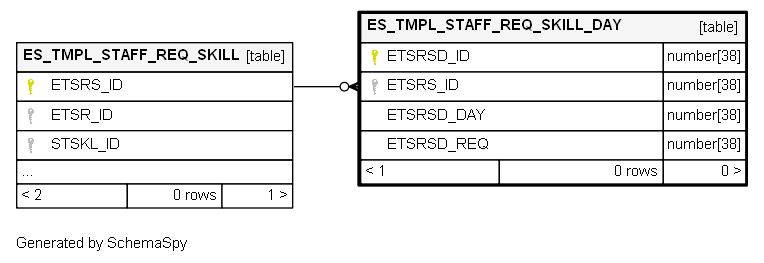 ES_TMPL_STAFF_REQ_SKILL [table]
ETSRS_ID
ETSR_ID
STSKL_ID
...
< 2 0 rows 1 >
ES_TMPL_STAFF_REQ_SKILL_DAY [table]
ETSRSD_ID number[38]
ETSRS_ID number[38]
ETSRSD_DAY number[38]
ETSRSD_REQ number[38]
< 1 0 rows 0 >
Generated by SchemaSpy